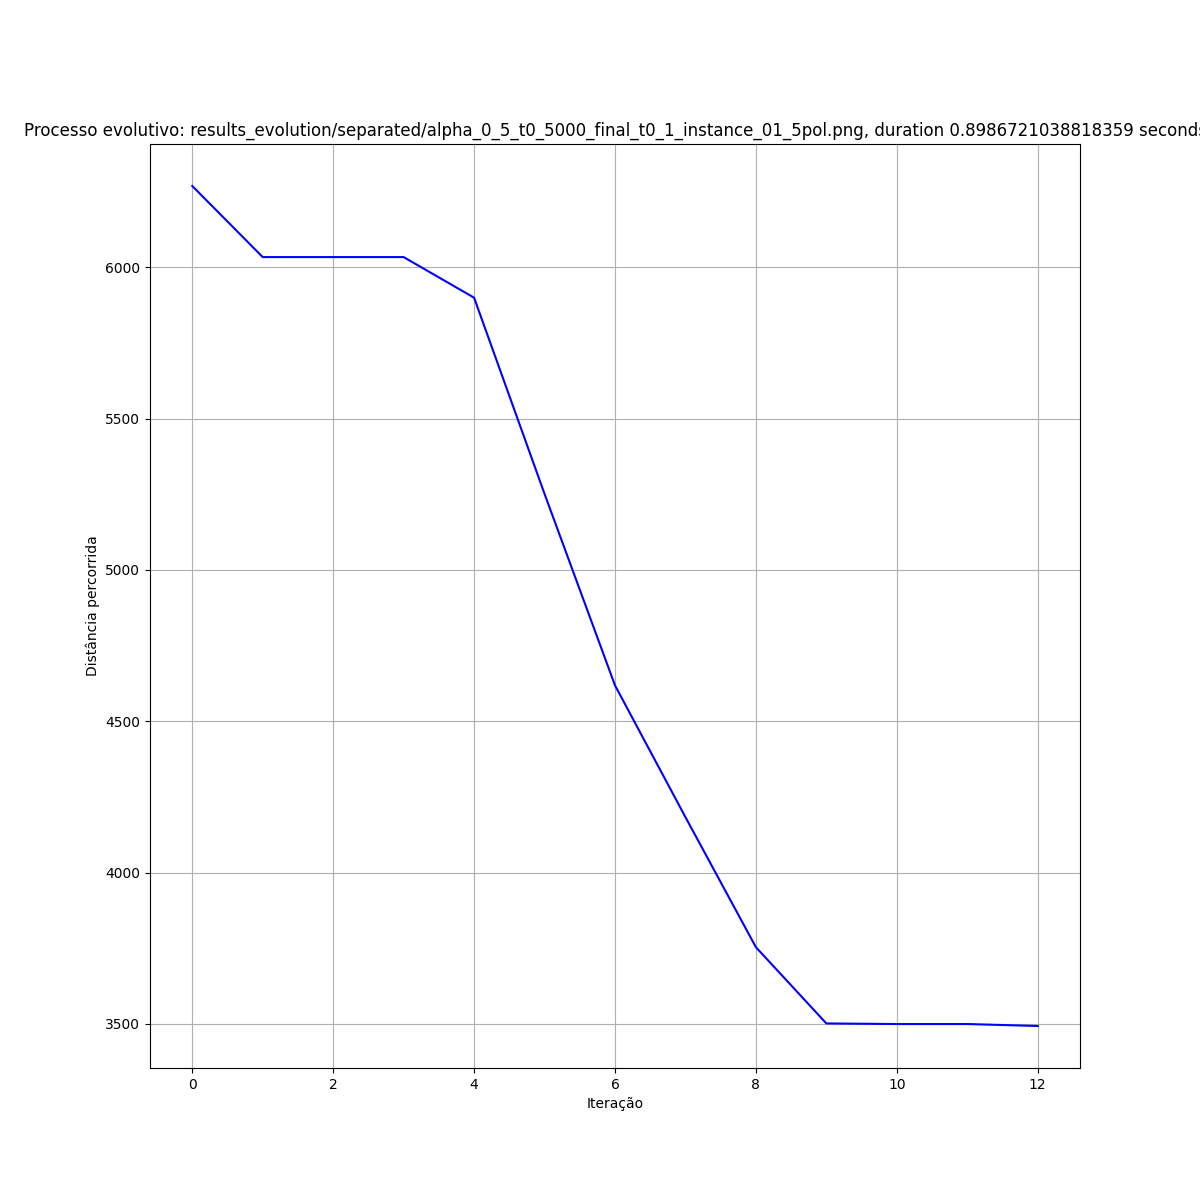 Processo evolutivo: results_evolution/separated/alpha_0_5_t0_5000_final_t0_1_instance_01_5pol.png, duration 0.8986721038818359 seconds
6000
5500
5000
4500
4000
3500
Distância percorrida
0 2 4 6 8 10 12
Iteração